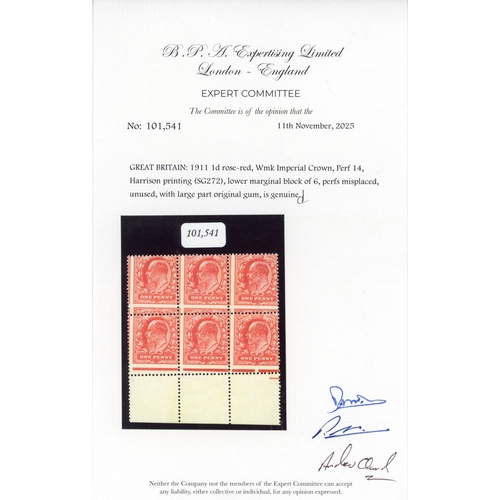 B.P.A. Expertising Limited
London - England
EXPERT COMMITTEE
The Committee is of the opinion that the
No: 101,541 11th November, 2025
GREAT BRITAIN: 1911 1d rose-red, Wmk Imperial Crown, Perf 14,
Harrison printing (SG272), lower marginal block of 6, perfs misplaced,
unused, with large part original gum, is genuine
101,541
ONE PENNY ONE PENNY ONE PENNY
ONE PENNY ONE PENNY ONE PENNY
Neither the Company nor the members of the Expert Committee can accept
any liability, either collective or individual, for any opinion expressed.